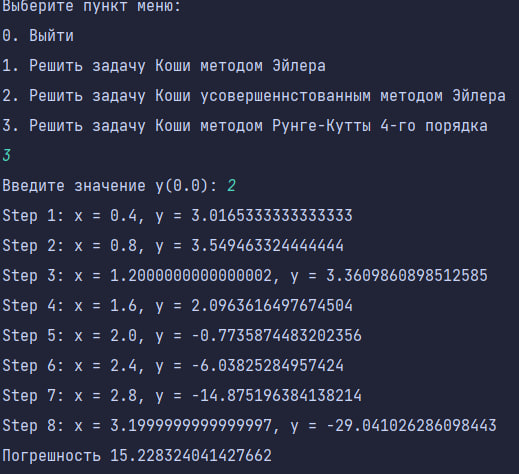 Выберите пункт меню:
0. Выйти
1. Решить задачу Коши методом Эйлера
2. Решить задачу Коши усовершеннстованным методом Эйлера
3. Решить задачу Коши методом Рунге-Кутты 4-го порядка
3
Введите значение y(0.0): 2
Step 1: x = 0.4, y = 3.0165333333333333
Step 2: x = 0.8, y = 3.549463324444444
Step 3: x = 1.2000000000000002, y = 3.3609860898512585
Step 4: x = 1.6, y = 2.0963616497674504
Step 5: x = 2.0, y = -0.7735874483202356
Step 6: x = 2.4, y = -6.03825284957424
Step 7: x = 2.8, y = -14.875196384138214
Step 8: x = 3.1999999999999997, y = -29.041026286098443
Погрешность 15.228324041427662